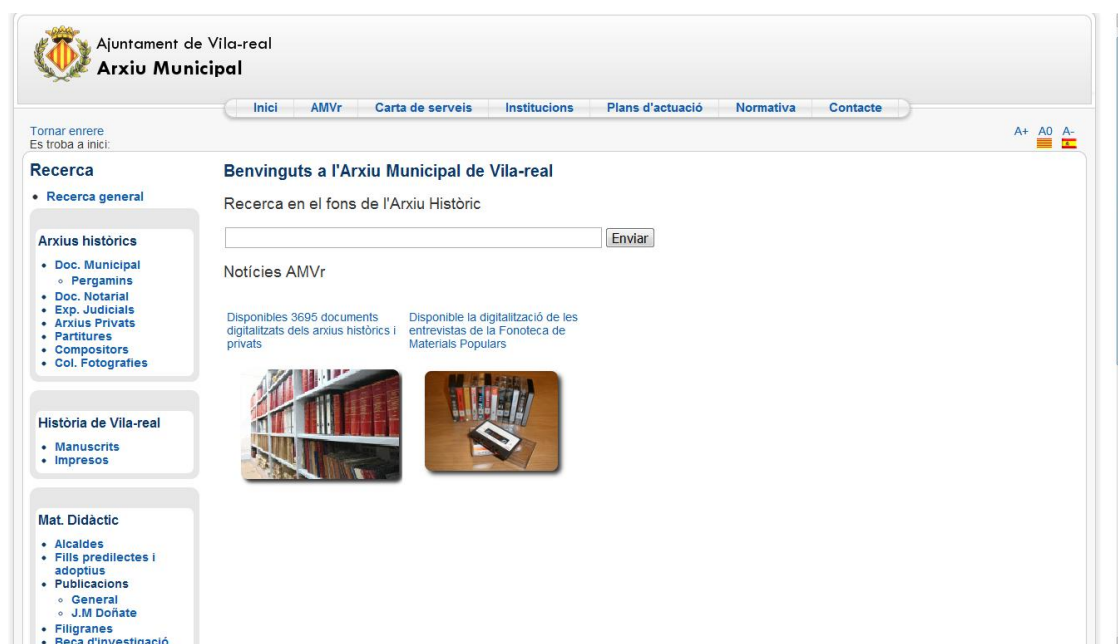 Ajuntament de Vila-real
Arxiu Municipal
Inici AMVr Carta de serveis Institucions Plans d'actuació Normativa Contacte
Tornar enrere
Es troba a inici:
A+ A0 A-
Recerca
Recerca general
Arxius històrics
Doc. Municipal
Pergamins
Doc. Notarial
Exp. Judicials
Arxius Privats
Partitures
Compositors
Col. Fotografies
Història de Vila-real
Manuscrits
Impresos
Mat. Didàctic
Alcaldes
Fills predilectes i
adoptius
Publicacions
General
J.M Doñate
Filigranes
Beca d'investigació
Benvinguts a l'Arxiu Municipal de Vila-real
Recerca en el fons de l'Arxiu Històric
Enviar
Notícies AMVr
Disponibles 3695 documents
digitalitzats dels arxius històrics i
privats
Disponible la digitalització de les
entrevistas de la Fonoteca de
Materials Populars